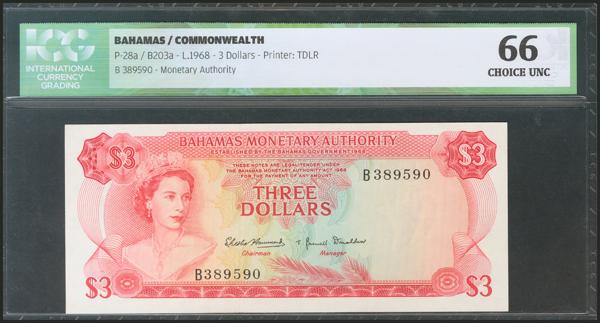 ICG
INTERNATIONAL
CURRENCY
GRADING
BAHAMAS / COMMONWEALTH
P-28a / B203a - L.1968 - 3 Dollars - Printer: TDLR
B 389590 - Monetary Authority
66
CHOICE UNC
BAHAMAS MONETARY AUTHORITY
ESTABLISHED BY THE BAHAMAS GOVERNMENT 1968
$3
$3
THESE NOTES ARE LEGAL TENDER UNDER
THE BAHAMAS MONETARY AUTHORITY ACT 1968
FOR THE PAYMENT OF ANY AMOUNT
B389590
THREE
DOLLARS
Chairman
Manager
B389590
$3
$3